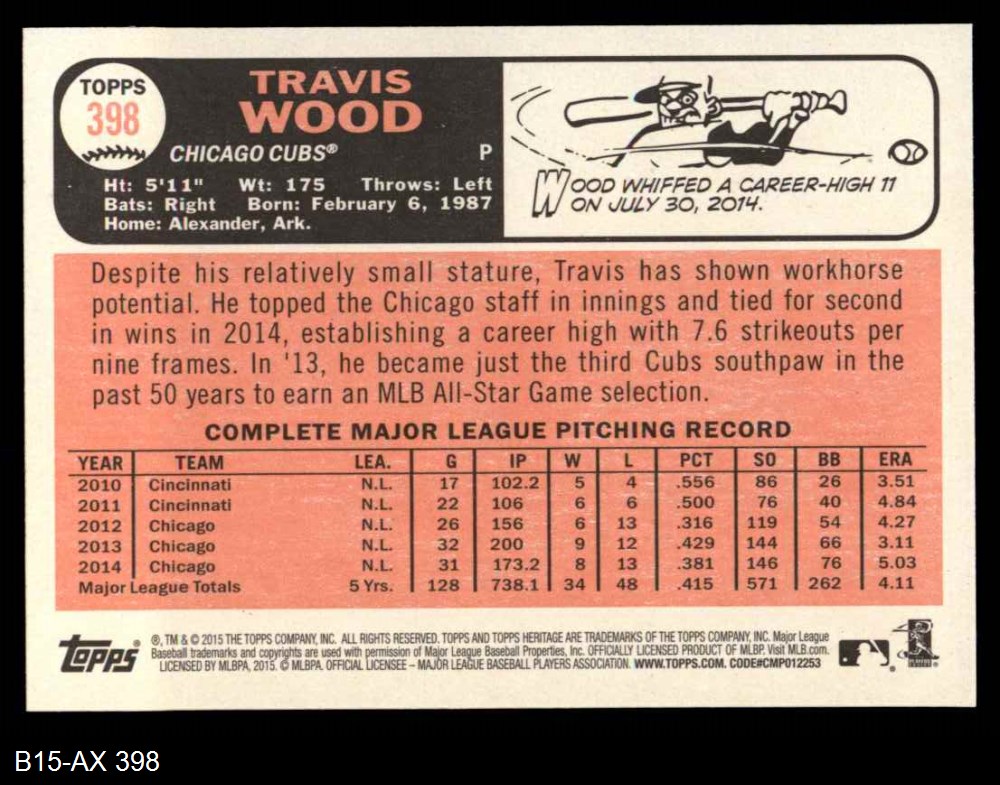 TOPPS
398
TRAVIS
WOOD
CHICAGO CUBS® P
Ht: 5'11" Wt: 175 Throws: Left
Bats: Right Born: February 6, 1987
Home: Alexander, Ark.
WOOD WHIFFED A CAREER-HIGH 11
ON JULY 30, 2014.
Despite his relatively small stature, Travis has shown workhorse
potential. He topped the Chicago staff in innings and tied for second
in wins in 2014, establishing a career high with 7.6 strikeouts per
nine frames. In '13, he became just the third Cubs southpaw in the
past 50 years to earn an MLB All-Star Game selection.
COMPLETE MAJOR LEAGUE PITCHING RECORD
YEAR TEAM LEA. G IP W L PCT SO BB ERA
2010 Cincinnati N.L. 17 102.2 5 4 .556 86 26 3.51
2011 Cincinnati N.L. 22 106 6 6 .500 76 40 4.84
2012 Chicago N.L. 26 156 6 13 .316 119 54 4.27
2013 Chicago N.L. 32 200 9 12 .429 144 66 3.11
2014 Chicago N.L. 31 173.2 8 13 .381 146 76 5.03
Major League Totals 5 Yrs. 128 738.1 34 48 .415 571 262 4.11
topps®
®, TM & © 2015 THE TOPPS COMPANY, INC. ALL RIGHTS RESERVED. TOPPS AND TOPPS HERITAGE ARE TRADEMARKS OF THE TOPPS COMPANY, INC. Major League
Baseball trademarks and copyrights are used with permission of Major League Baseball Properties, Inc. OFFICIALLY LICENSED PRODUCT OF MLBP. Visit MLB.com.
LICENSED BY MLBPA, 2015. © MLBPA. OFFICIAL LICENSEE – MAJOR LEAGUE BASEBALL PLAYERS ASSOCIATION. WWW.TOPPS.COM. CODE#CMP012253
B15-AX 398